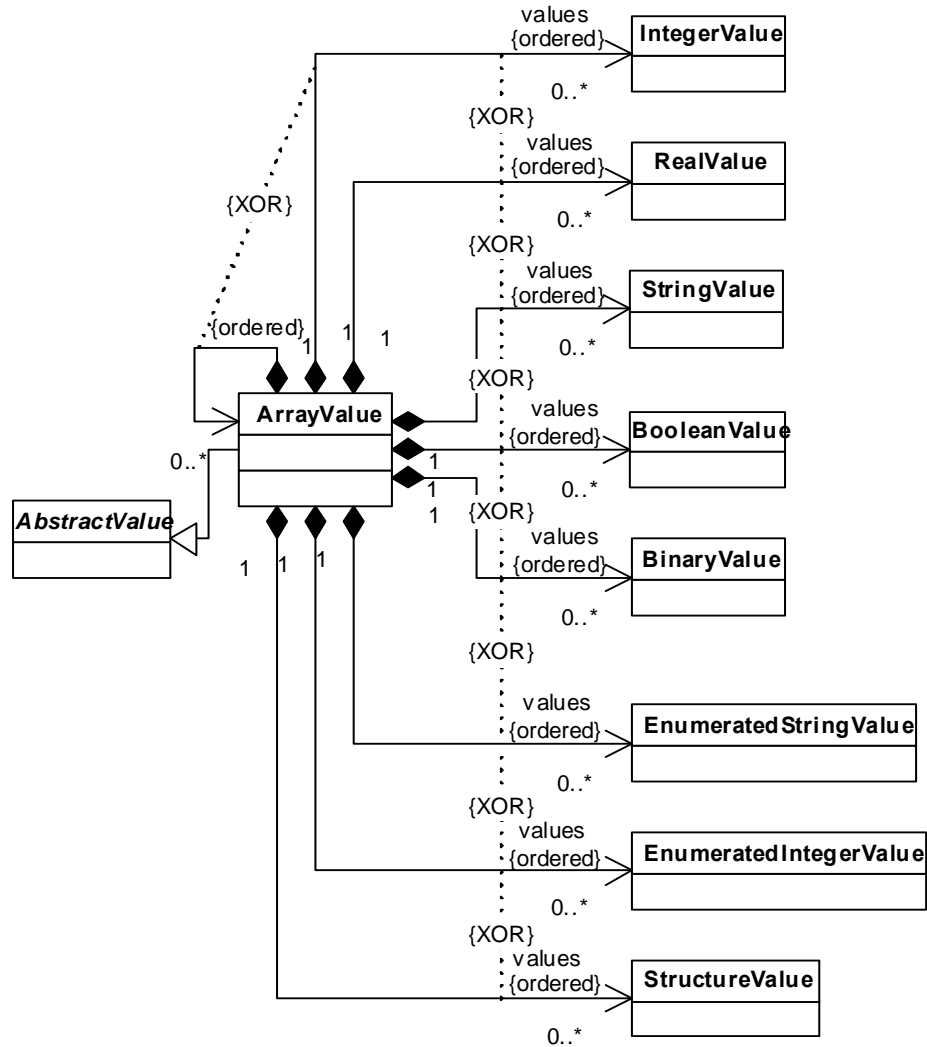 values
{ordered}
IntegerValue
0..*
{XOR}
values
{ordered}
RealValue
{XOR}
0..*
{XOR}
values
{ordered}
StringValue
{ordered}
1
1
1
0..*
{XOR}
ArrayValue
values
{ordered}
BooleanValue
0..*
1
0..*
1
AbstractValue
1
{XOR}
values
{ordered}
BinaryValue
1
1
1
0..*
{XOR}
values
{ordered}
EnumeratedStringValue
0..*
{XOR}
values
{ordered}
EnumeratedIntegerValue
0..*
{XOR}
values
{ordered}
StructureValue
0..*